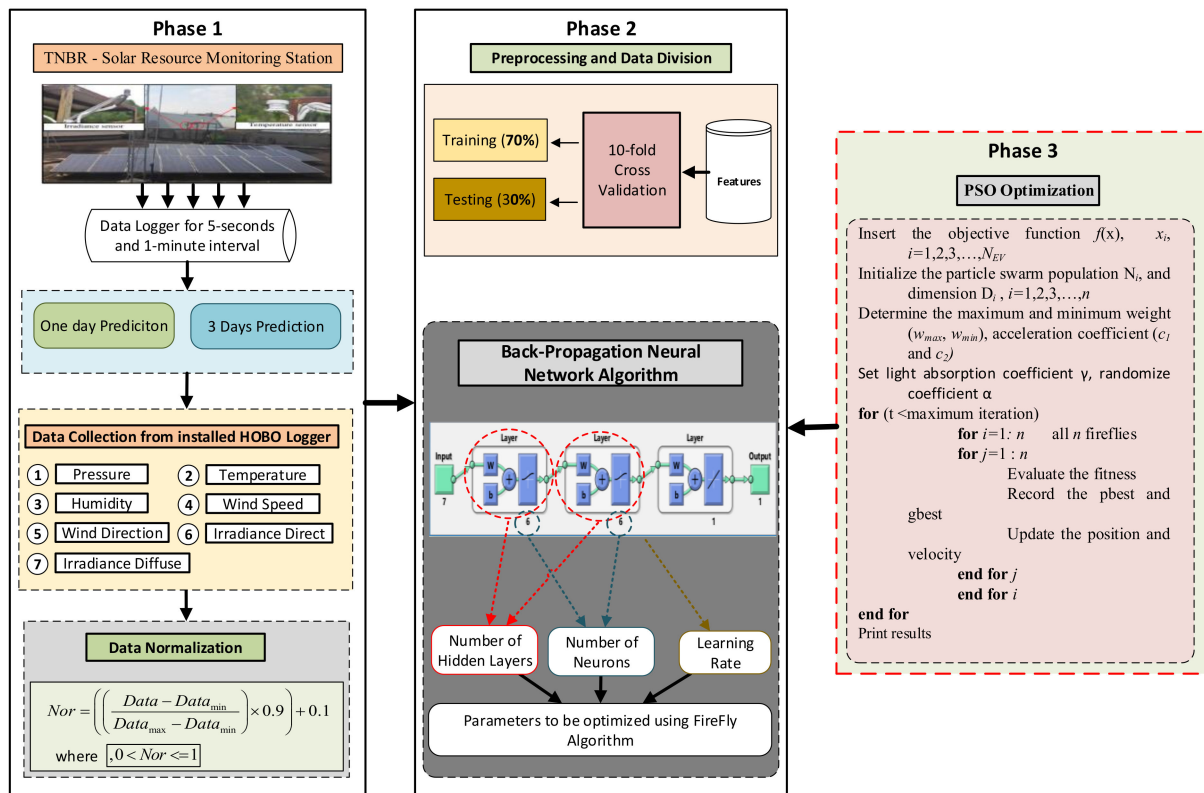 Phase 1
TNBR - Solar Resource Monitoring Station
Irradiance sensor
Temperature sensor
Data Logger for 5-seconds
and 1-minute interval
One day Prediciton
3 Days Prediction
Data Collection from installed HOBO Logger
1 Pressure
2 Temperature
3 Humidity
4 Wind Speed
5 Wind Direction
6 Irradiance Direct
7 Irradiance Diffuse
Data Normalization
Nor = (((Data − Data_min) / (Data_max − Data_min)) × 0.9) + 0.1
where ,0 < Nor <=1
Phase 2
Preprocessing and Data Division
Training (70%)
Testing (30%)
10-fold
Cross
Validation
Features
Back-Propagation Neural
Network Algorithm
Layer
Layer
Layer
Input
Output
W
b
+
W
b
+
W
b
+
7
6
6
1
1
Number of
Hidden Layers
Number of
Neurons
Learning
Rate
Parameters to be optimized using FireFly
Algorithm
Phase 3
PSO Optimization
Insert the objective function f(x), x_i,
i=1,2,3,…,N_EV
Initialize the particle swarm population N_i, and
dimension D_i , i=1,2,3,…,n
Determine the maximum and minimum weight
(w_max, w_min), acceleration coefficient (c_1
and c_2)
Set light absorption coefficient γ, randomize
coefficient α
for (t <maximum iteration)
for i=1: n all n fireflies
for j=1 : n
Evaluate the fitness
Record the pbest and
gbest
Update the position and
velocity
end for j
end for i
end for
Print results